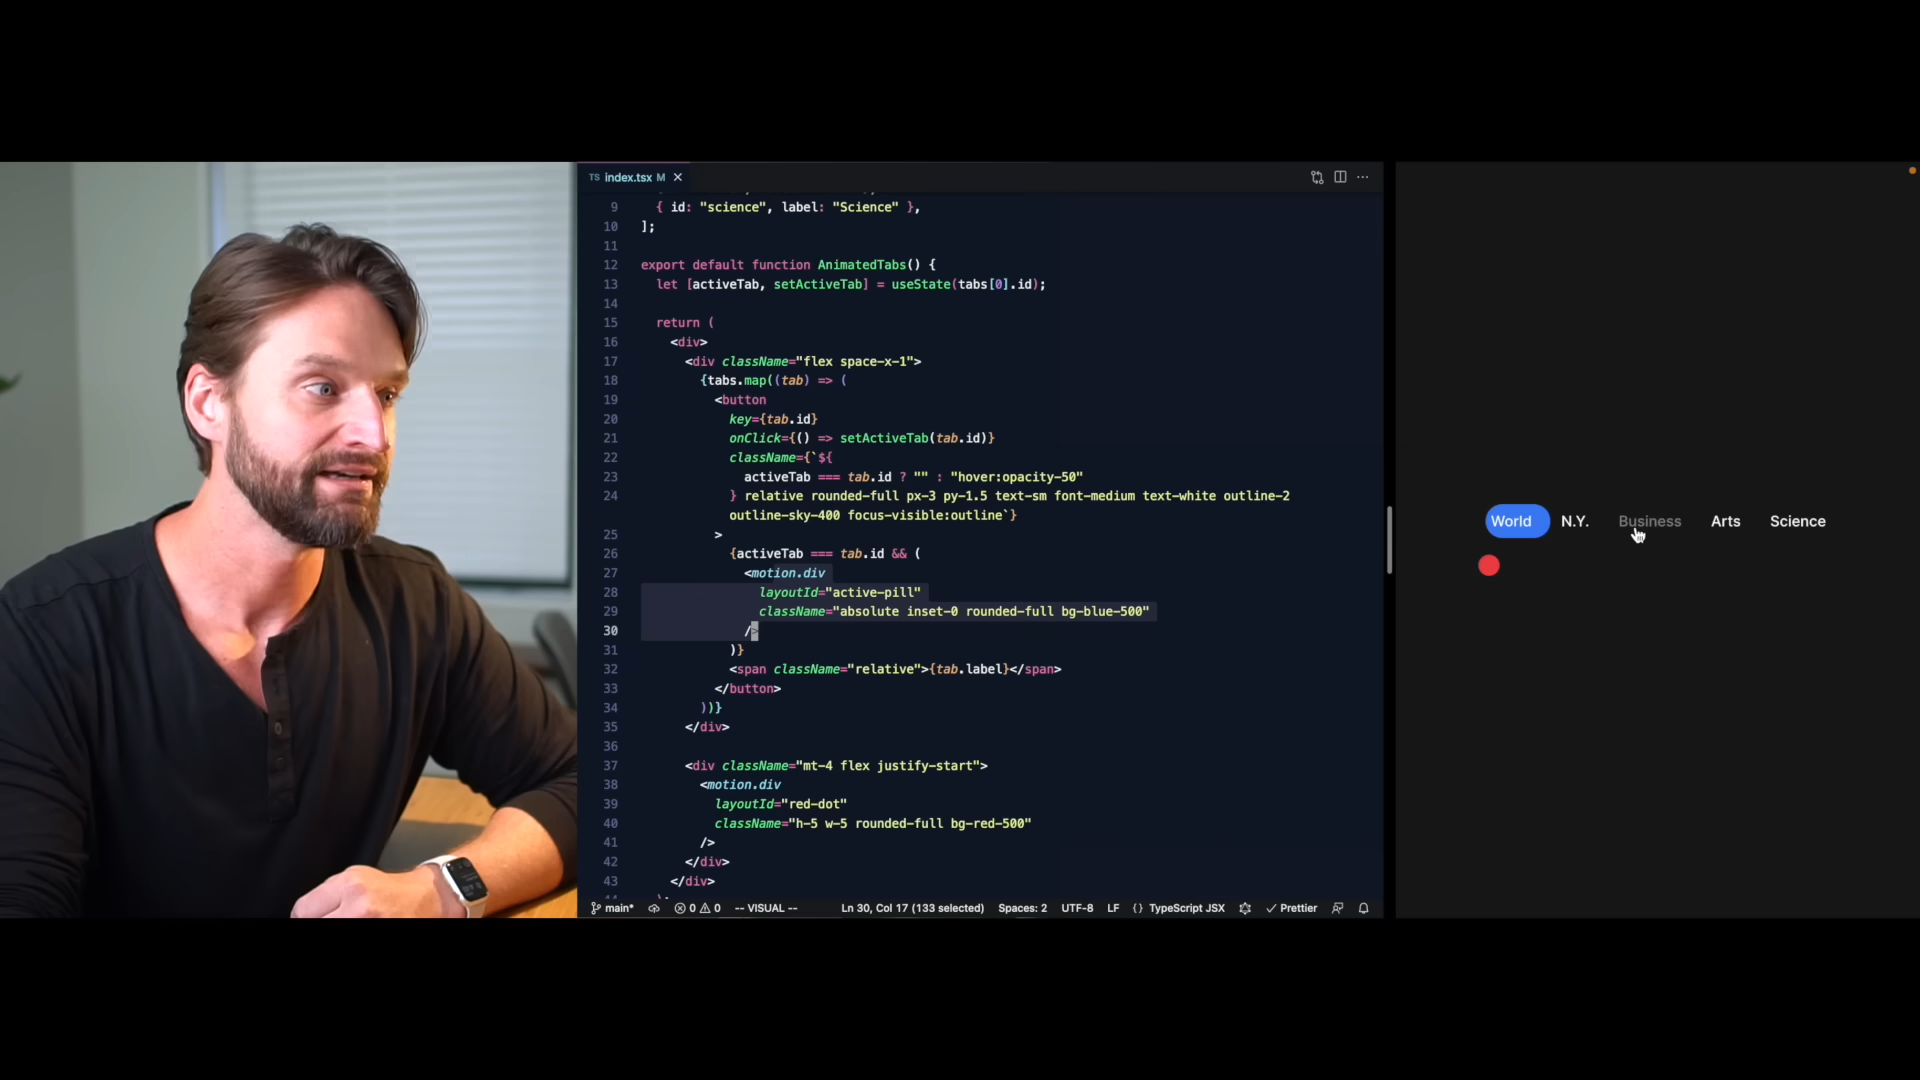 TS index.tsx M
9 { id: "science", label: "Science" },
10 ];
11
12 export default function AnimatedTabs() {
13 let [activeTab, setActiveTab] = useState(tabs[0].id);
14
15 return (
16 <div>
17 <div className="flex space-x-1">
18 {tabs.map((tab) => (
19 <button
20 key={tab.id}
21 onClick={() => setActiveTab(tab.id)}
22 className={`${
23 activeTab === tab.id ? "" : "hover:opacity-50"
24 } relative rounded-full px-3 py-1.5 text-sm font-medium text-white outline-2
outline-sky-400 focus-visible:outline`}
25 >
26 {activeTab === tab.id && (
27 <motion.div
28 layoutId="active-pill"
29 className="absolute inset-0 rounded-full bg-blue-500"
30 />
31 )}
32 <span className="relative">{tab.label}</span>
33 </button>
34 ))}
35 </div>
36
37 <div className="mt-4 flex justify-start">
38 <motion.div
39 layoutId="red-dot"
40 className="h-5 w-5 rounded-full bg-red-500"
41 />
42 </div>
43 </div>
main* 0 0 -- VISUAL -- Ln 30, Col 17 (133 selected) Spaces: 2 UTF-8 LF {} TypeScript JSX Prettier
World N.Y. Business Arts Science